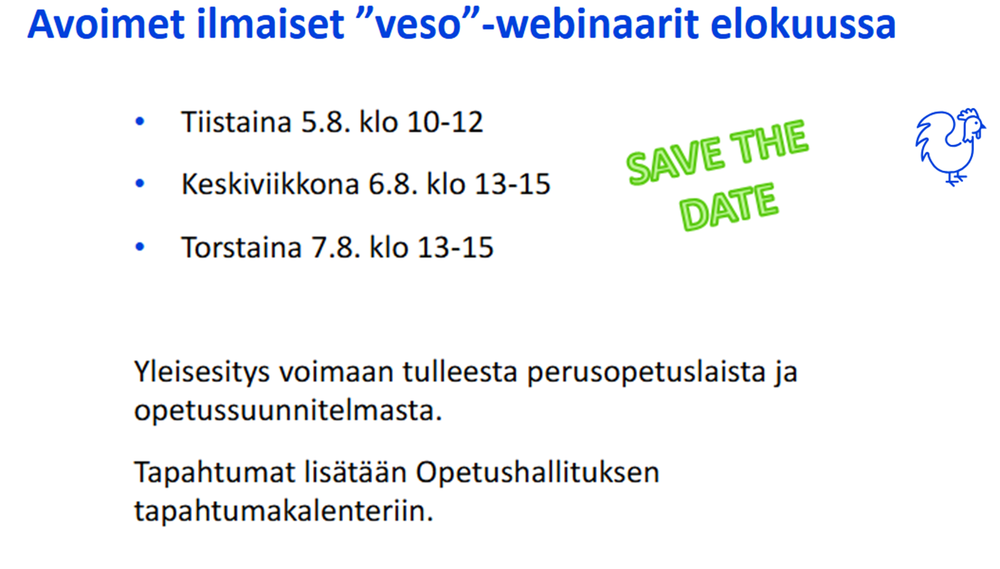 Avoimet ilmaiset ”veso”-webinaarit elokuussa
• Tiistaina 5.8. klo 10-12
• Keskiviikkona 6.8. klo 13-15
• Torstaina 7.8. klo 13-15
SAVE THE
DATE
Yleisesitys voimaan tulleesta perusopetuslaista ja
opetussuunnitelmasta.
Tapahtumat lisätään Opetushallituksen
tapahtumakalenteriin.